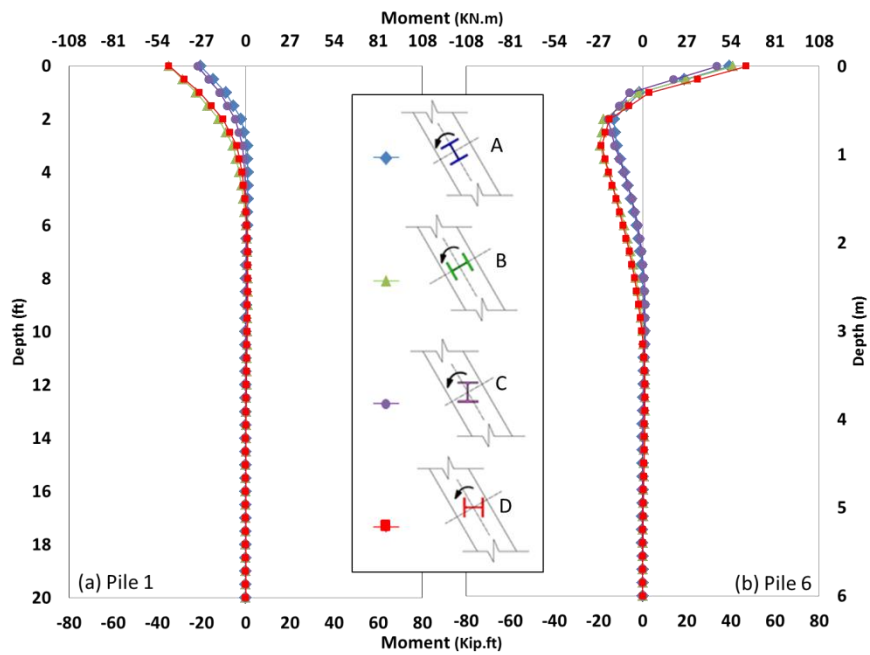 Moment (KN.m)
-108 -81 -54 -27 0 27 54 81 -108 -108 -81 -54 -27 0 27 54 81 108
0
2
4
6
8
10
12
14
16
18
20
Depth (ft)
A
B
C
D
0
1
2
3
4
5
6
Depth (m)
(a) Pile 1
(b) Pile 6
-80 -60 -40 -20 0 20 40 60 -80 -80 -60 -40 -20 0 20 40 60 80
Moment (Kip.ft)